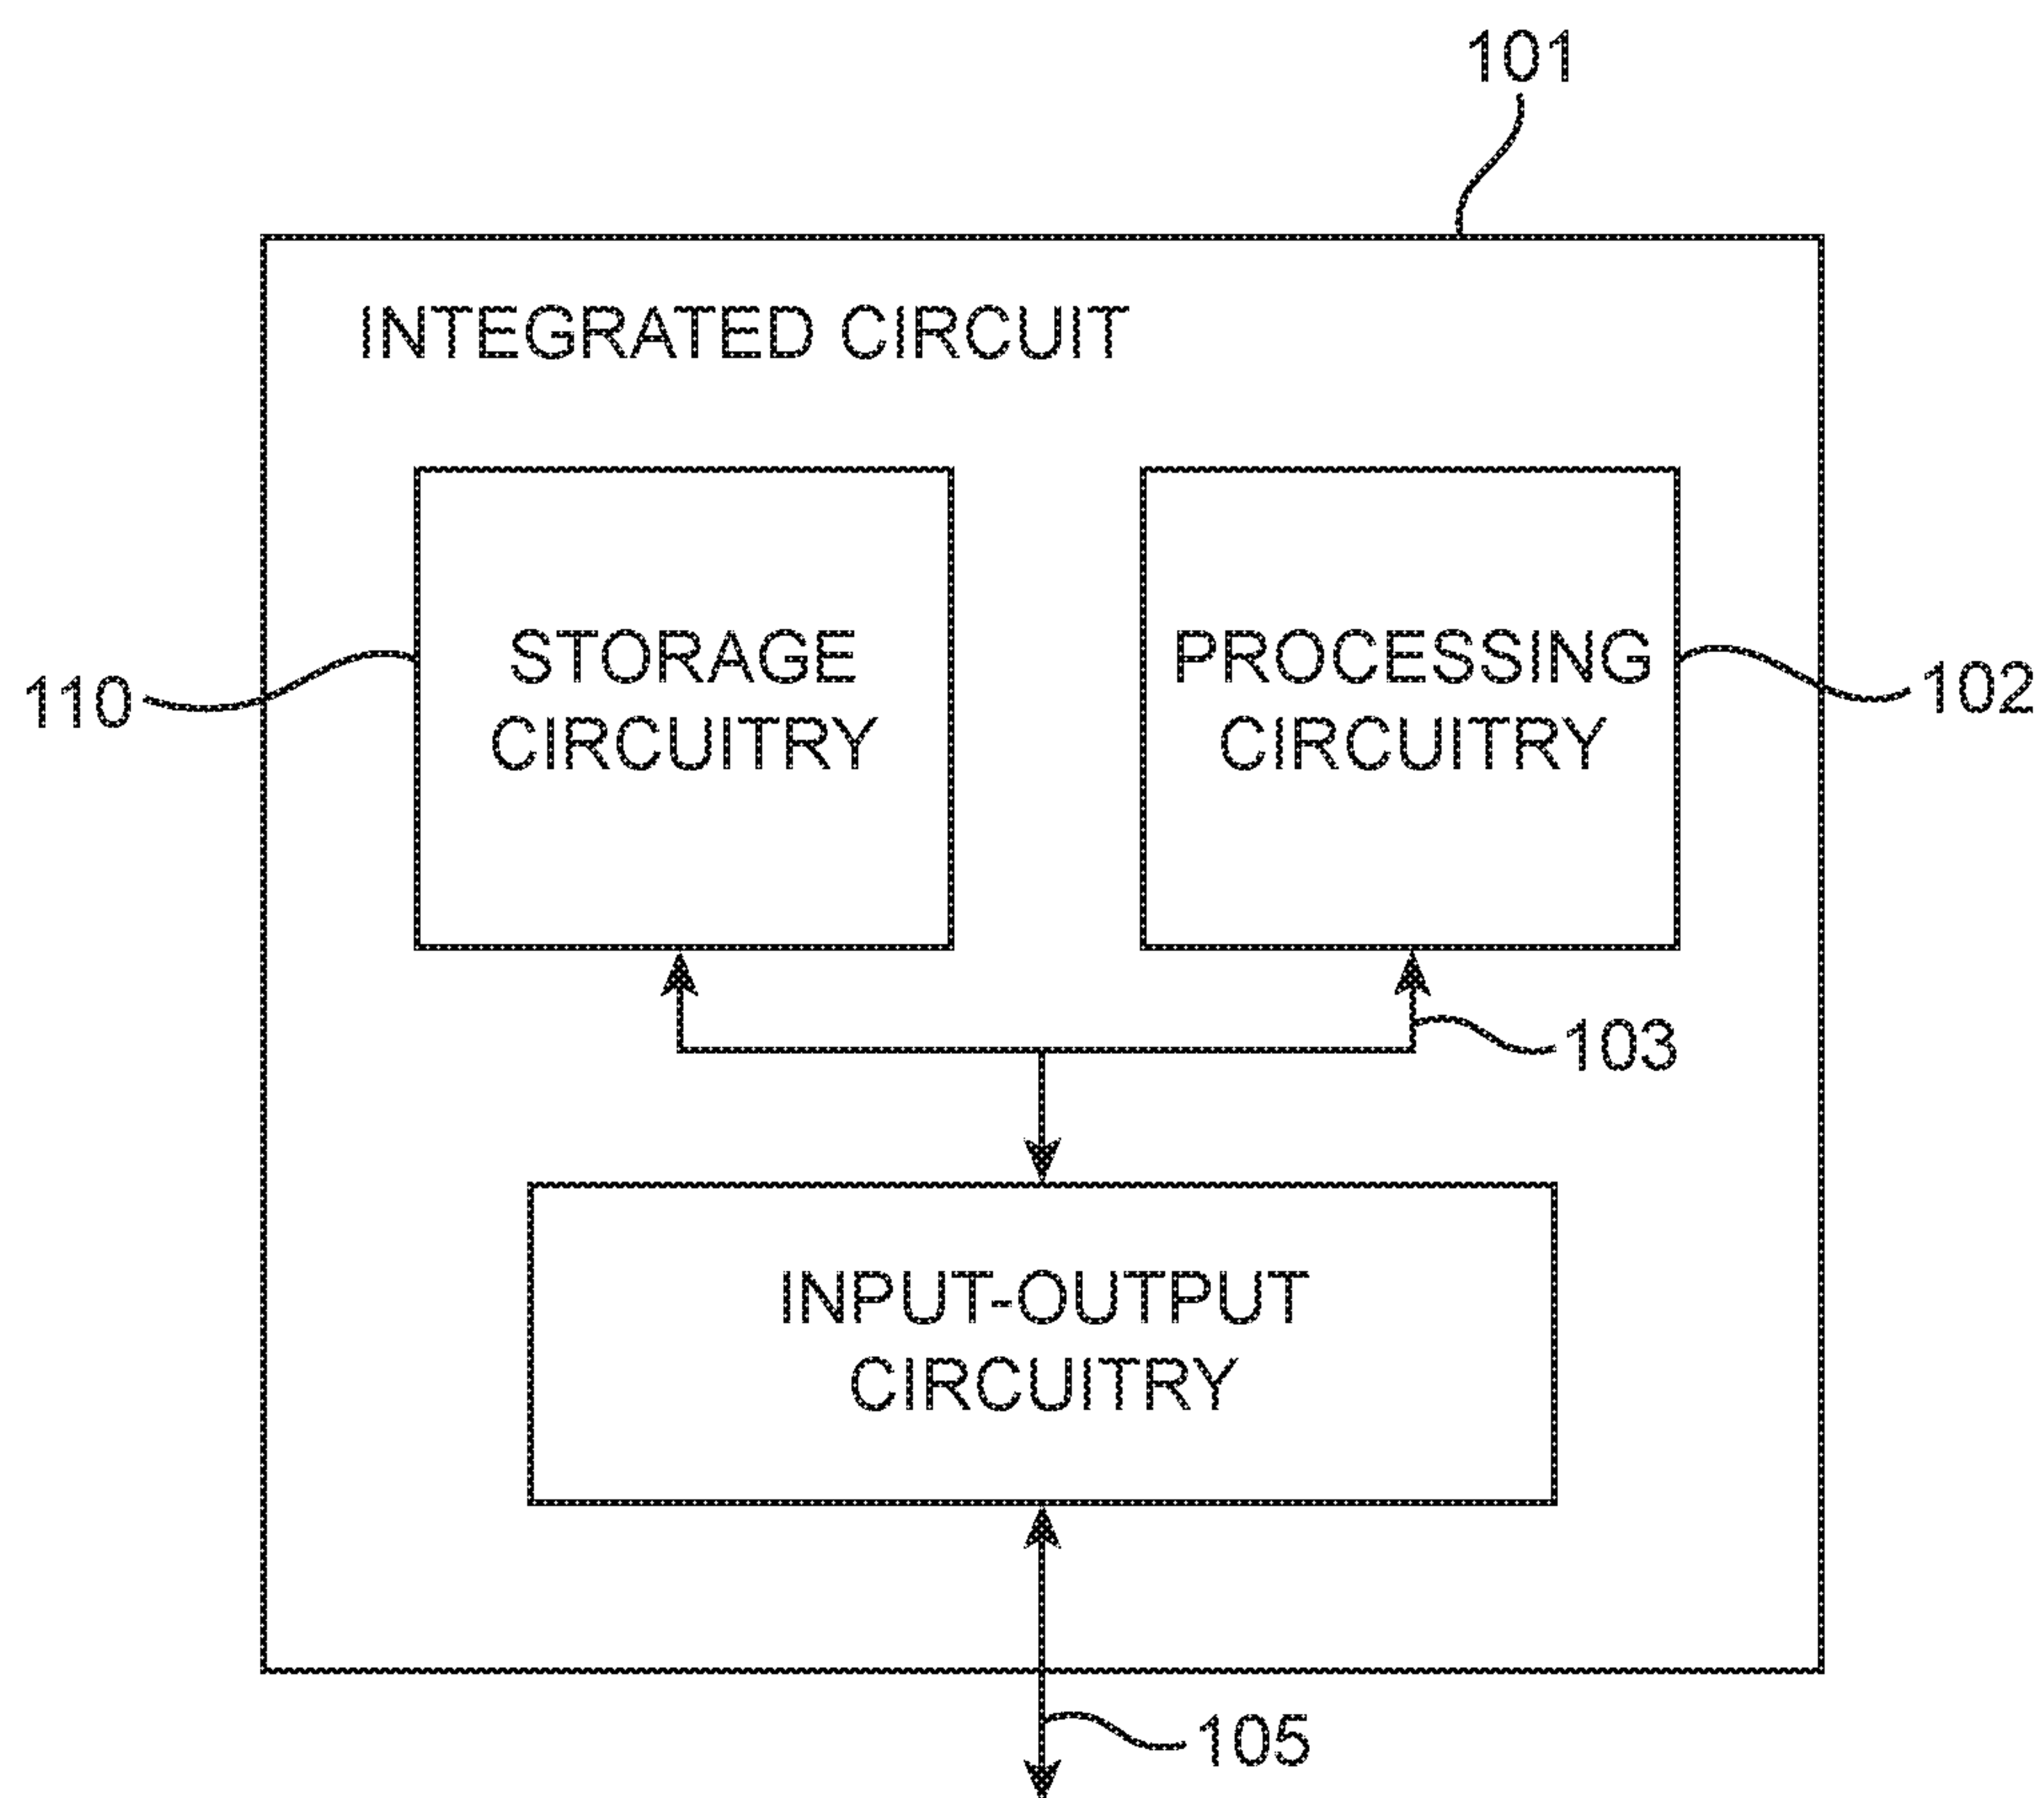 101
INTEGRATED CIRCUIT
STORAGE
CIRCUITRY
PROCESSING
CIRCUITRY
110
102
103
INPUT-OUTPUT
CIRCUITRY
105